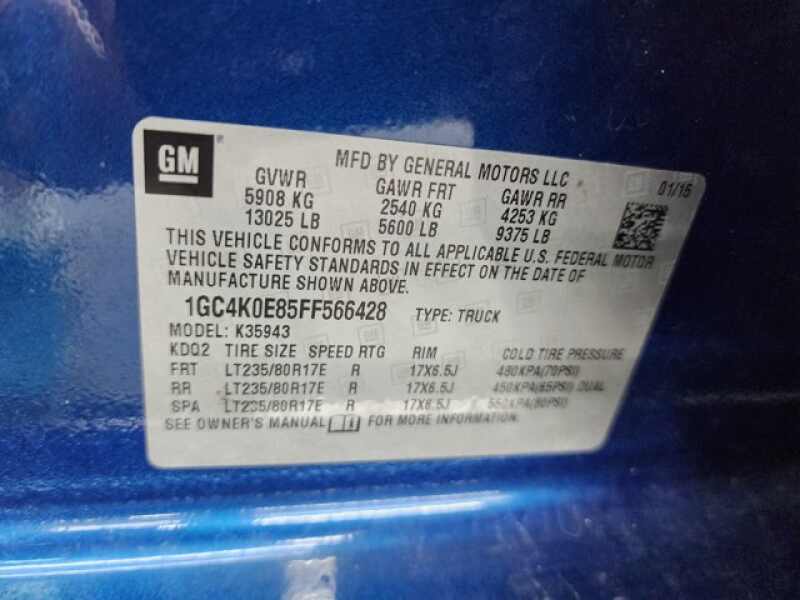 GM
MFD BY GENERAL MOTORS LLC
01/15
GVWR GAWR FRT GAWR RR
5908 KG 2540 KG 4253 KG
13025 LB 5600 LB 9375 LB
THIS VEHICLE CONFORMS TO ALL APPLICABLE U.S. FEDERAL MOTOR
VEHICLE SAFETY STANDARDS IN EFFECT ON THE DATE OF
MANUFACTURE SHOWN ABOVE.
1GC4K0E85FF566428 TYPE: TRUCK
MODEL: K35943
KDQ2 TIRE SIZE SPEED RTG RIM COLD TIRE PRESSURE
FRT LT235/80R17E R 17X6.5J 480KPA(70PSI)
RR LT235/80R17E R 17X6.5J 450KPA(65PSI) DUAL
SPA LT235/80R17E R 17X6.5J 550KPA(80PSI)
SEE OWNER'S MANUAL FOR MORE INFORMATION.